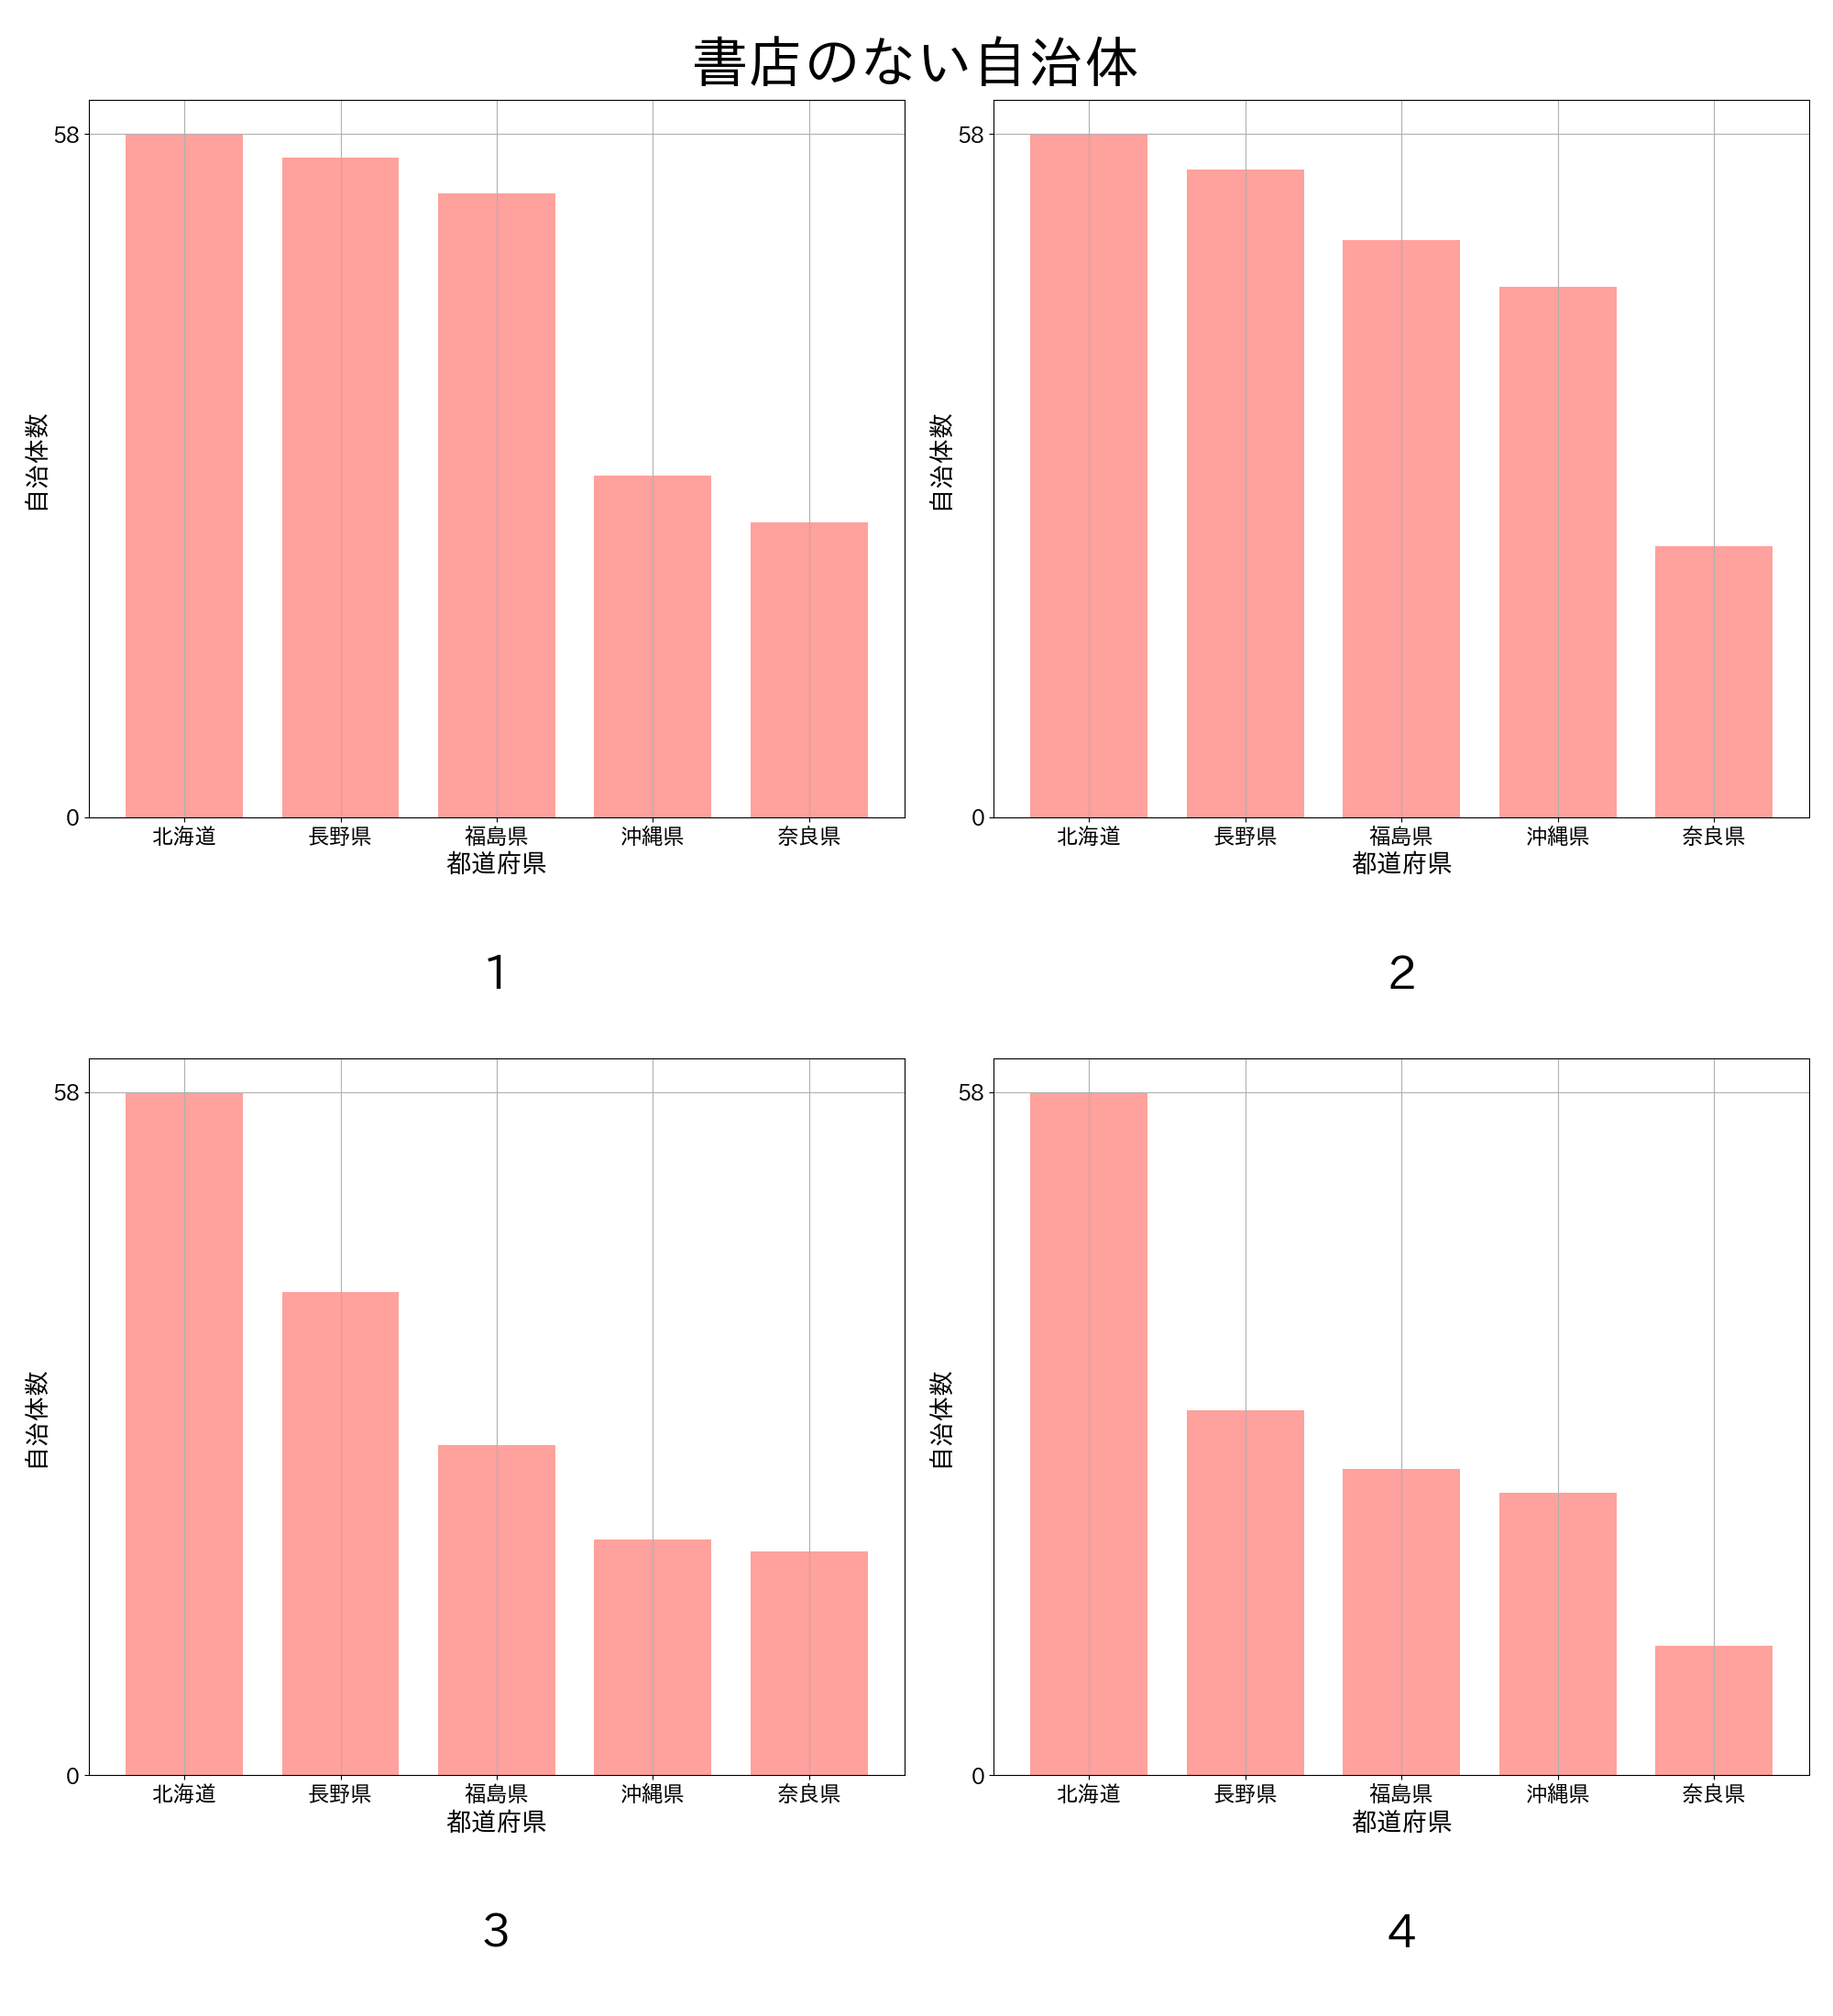 書店のない自治体
58
0
自治体数
北海道 長野県 福島県 沖縄県 奈良県
都道府県
1
58
0
自治体数
北海道 長野県 福島県 沖縄県 奈良県
都道府県
2
58
0
自治体数
北海道 長野県 福島県 沖縄県 奈良県
都道府県
3
58
0
自治体数
北海道 長野県 福島県 沖縄県 奈良県
都道府県
4